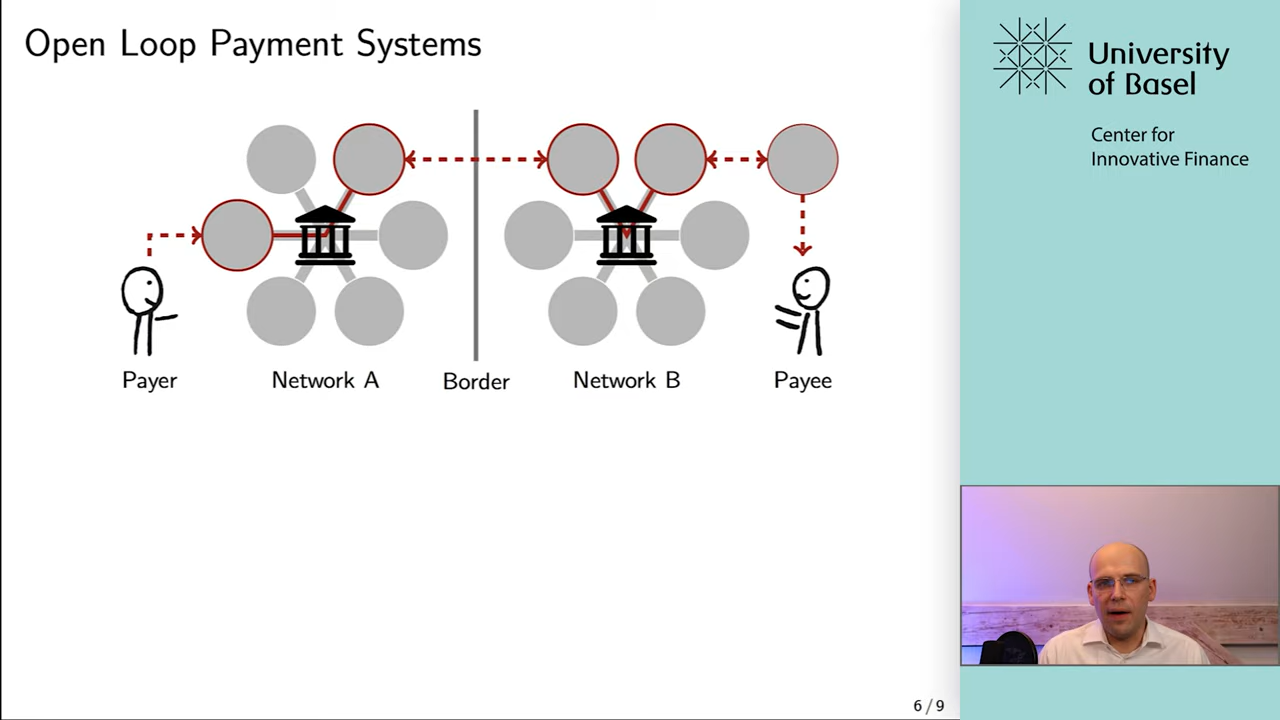 Open Loop Payment Systems
Payer
Network A
Border
Network B
Payee
6 / 9
University
of Basel
Center for
Innovative Finance